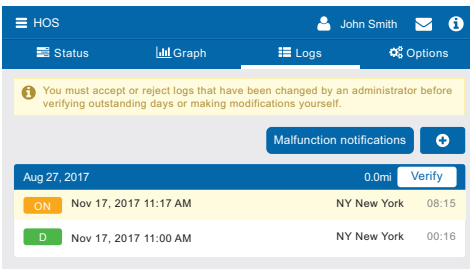 HOS John Smith
Status Graph Logs Options
You must accept or reject logs that have been changed by an administrator before
verifying outstanding days or making modifications yourself.
Malfunction notifications
Aug 27, 2017 0.0mi Verify
ON Nov 17, 2017 11:17 AM NY New York 08:15
D Nov 17, 2017 11:00 AM NY New York 00:16